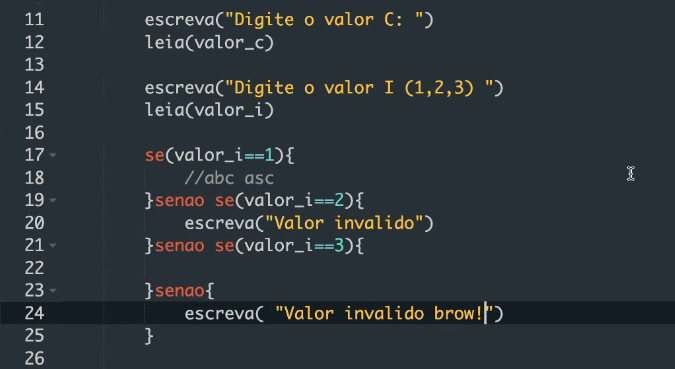 11 escreva("Digite o valor C: ")
12 leia(valor_c)
13
14 escreva("Digite o valor I (1,2,3) ")
15 leia(valor_i)
16
17 se(valor_i==1){
18 //abc asc
19 }senao se(valor_i==2){
20 escreva("Valor invalido")
21 }senao se(valor_i==3){
22
23 }senao{
24 escreva( "Valor invalido brow!")
25 }
26